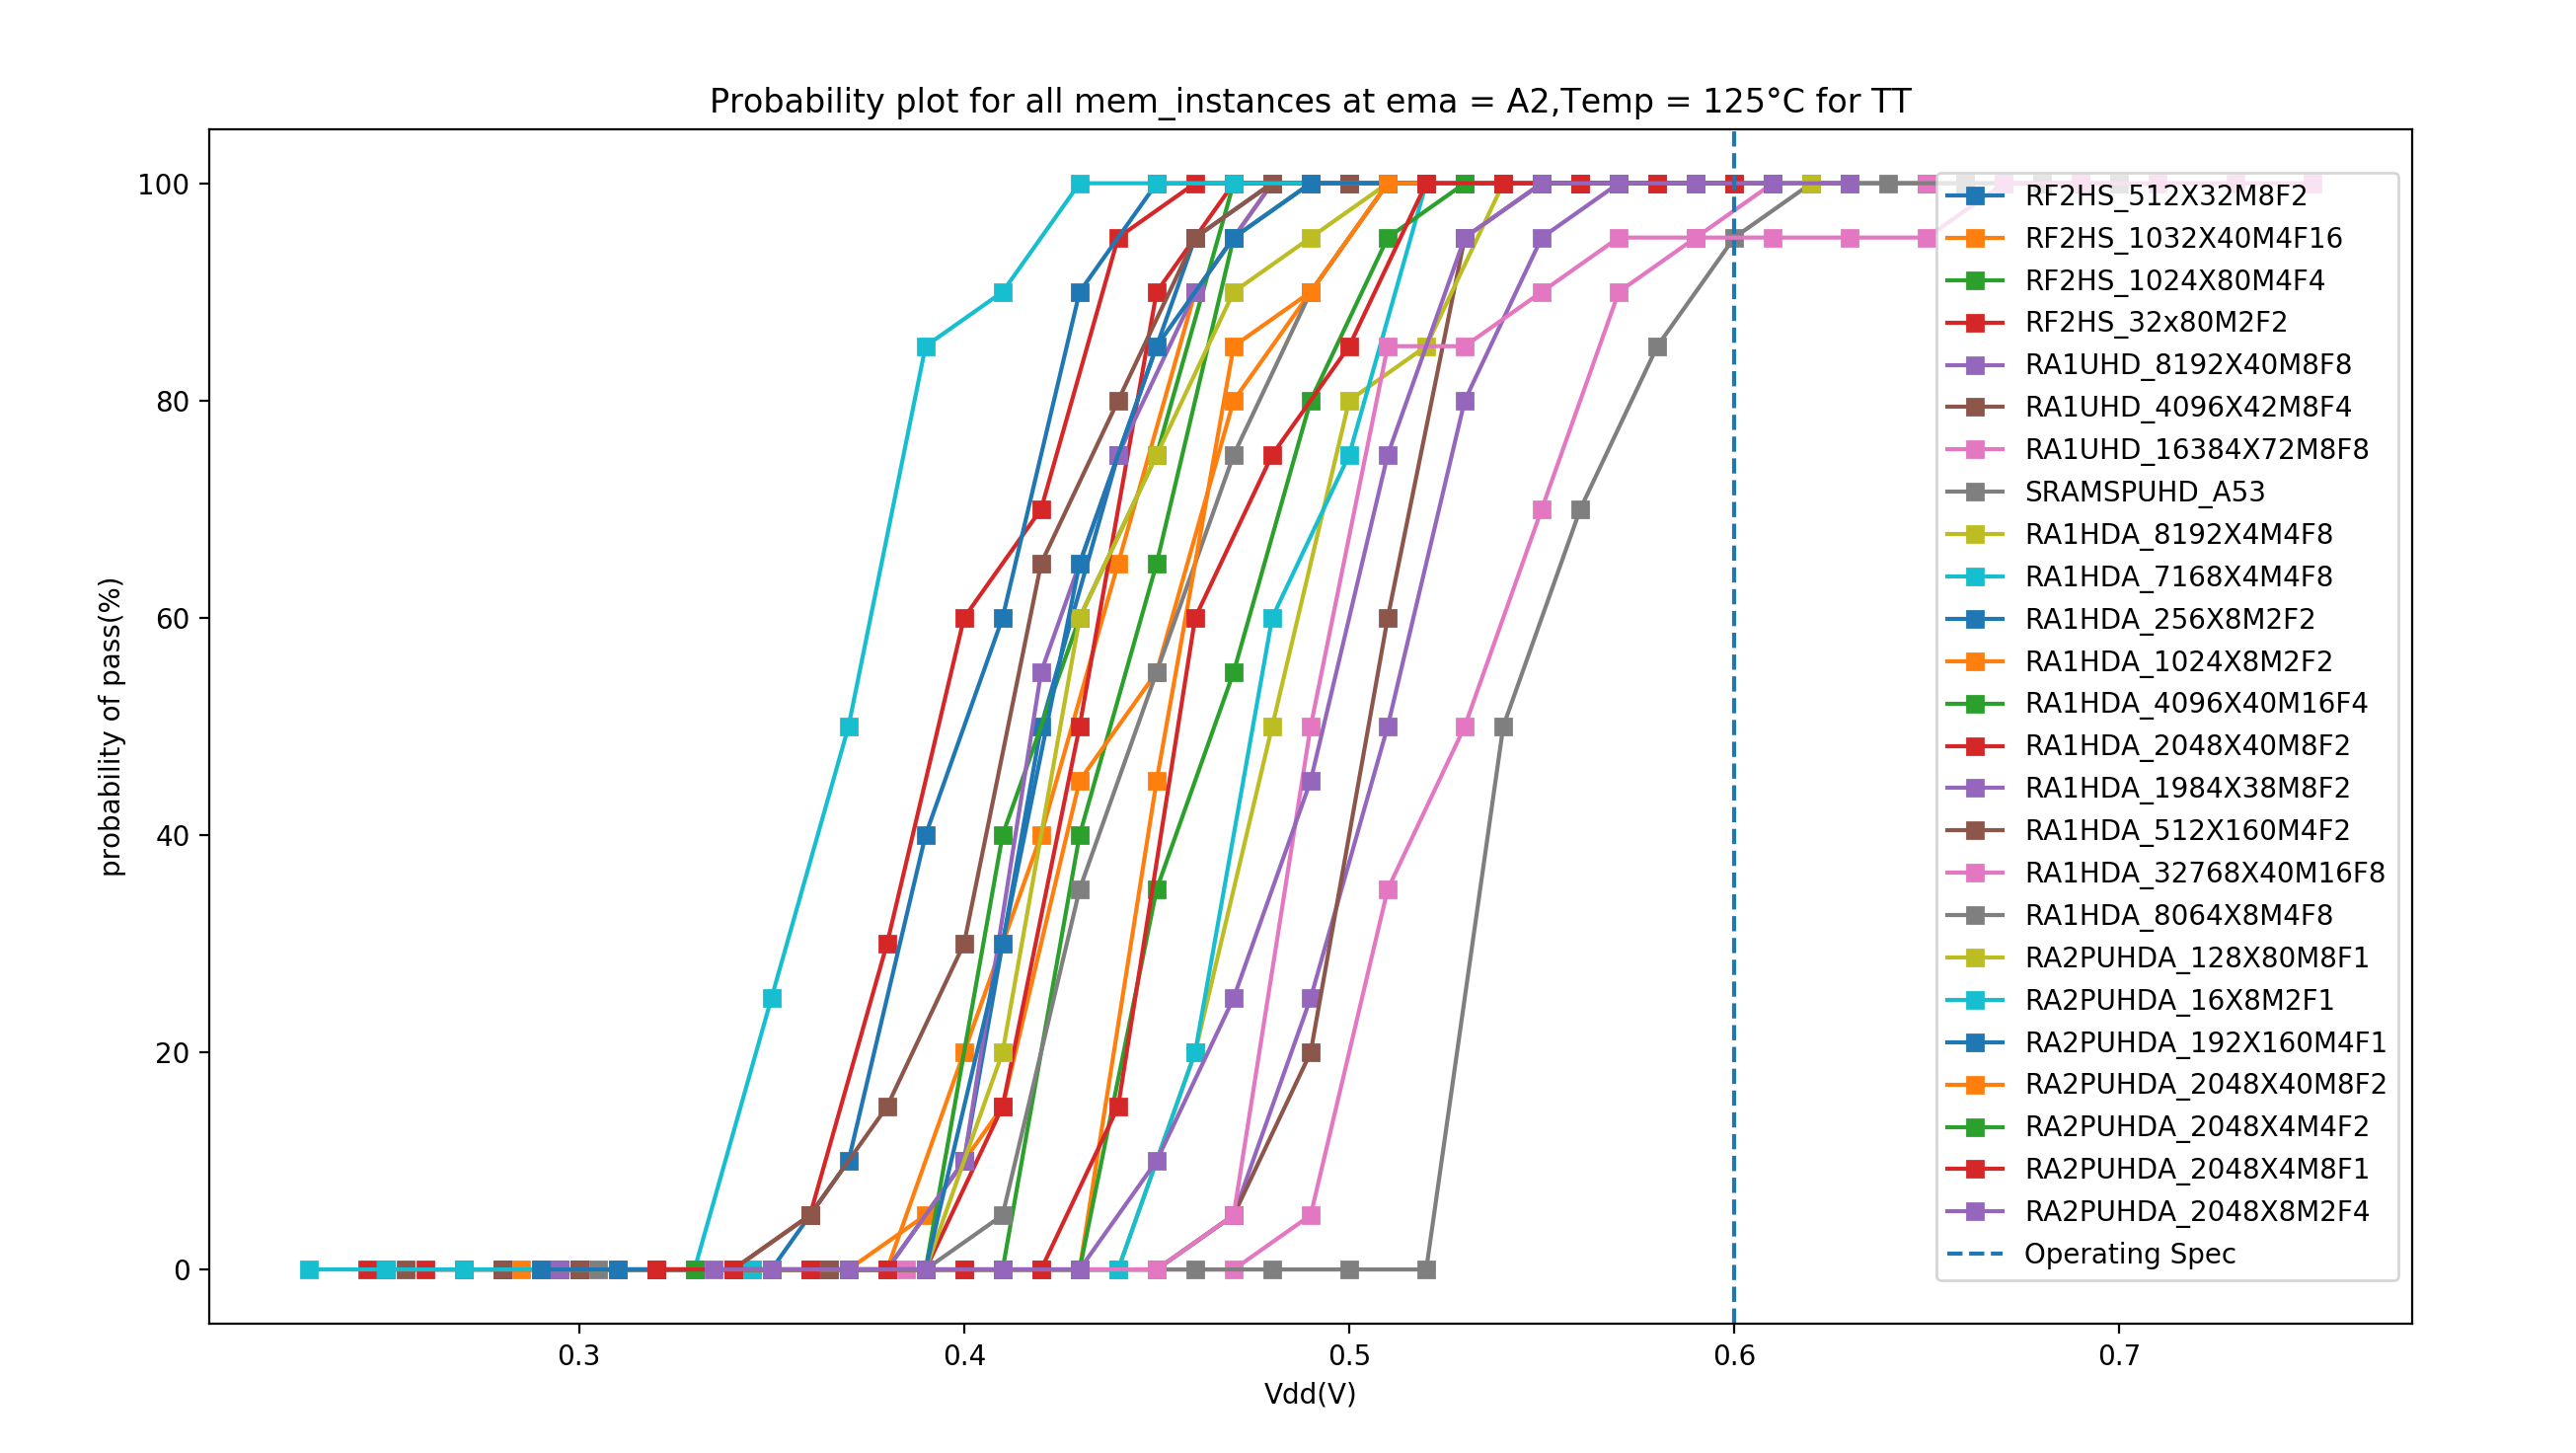 Probability plot for all mem_instances at ema = A2,Temp = 125°C for TT
probability of pass(%)
100
80
60
40
20
0
0.3
0.4
0.5
0.6
0.7
Vdd(V)
RF2HS_512X32M8F2
RF2HS_1032X40M4F16
RF2HS_1024X80M4F4
RF2HS_32x80M2F2
RA1UHD_8192X40M8F8
RA1UHD_4096X42M8F4
RA1UHD_16384X72M8F8
SRAMSPUHD_A53
RA1HDA_8192X4M4F8
RA1HDA_7168X4M4F8
RA1HDA_256X8M2F2
RA1HDA_1024X8M2F2
RA1HDA_4096X40M16F4
RA1HDA_2048X40M8F2
RA1HDA_1984X38M8F2
RA1HDA_512X160M4F2
RA1HDA_32768X40M16F8
RA1HDA_8064X8M4F8
RA2PUHDA_128X80M8F1
RA2PUHDA_16X8M2F1
RA2PUHDA_192X160M4F1
RA2PUHDA_2048X40M8F2
RA2PUHDA_2048X4M4F2
RA2PUHDA_2048X4M8F1
RA2PUHDA_2048X8M2F4
Operating Spec